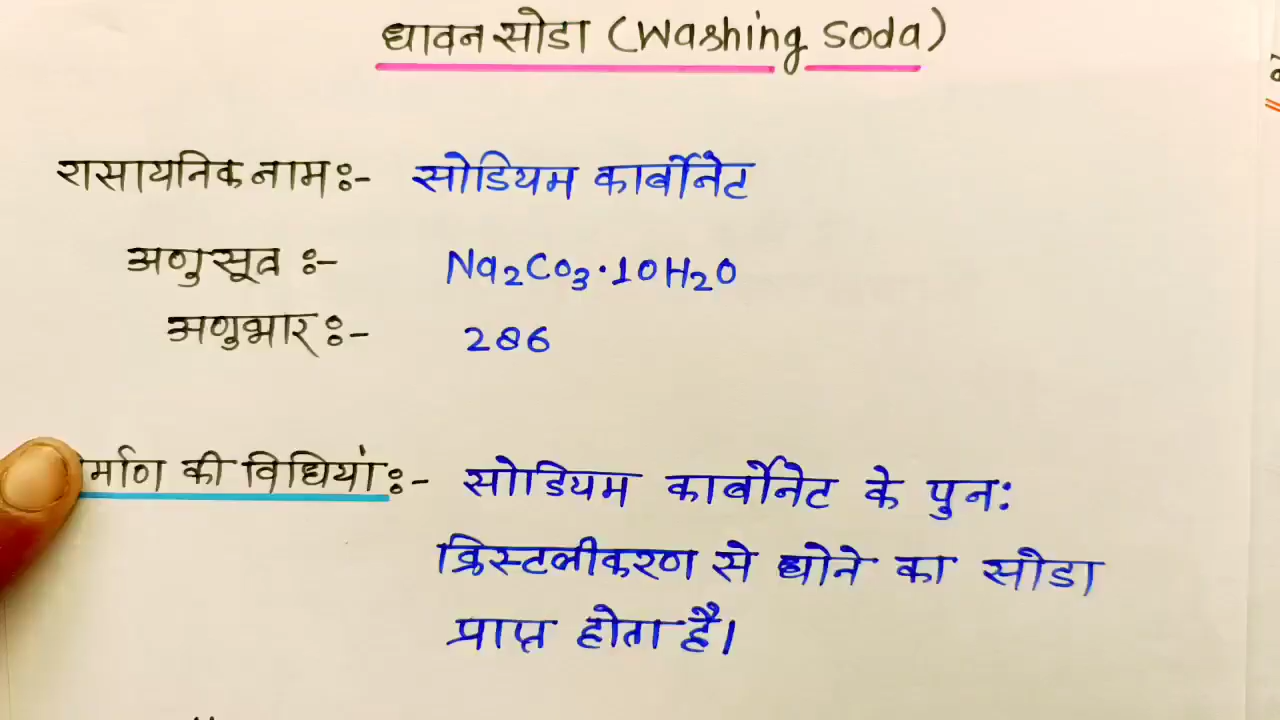 धावन सोडा (Washing Soda)
रासायनिक नाम :- सोडियम कार्बोनेट
अणुसूत्र :- Na₂Co₃·10H₂O
अणुभार :- 286
र्माण की विधियां :- सोडियम कार्बोनेट के पुन:
क्रिस्टलीकरण से धोने का सोडा
प्राप्त होता है।